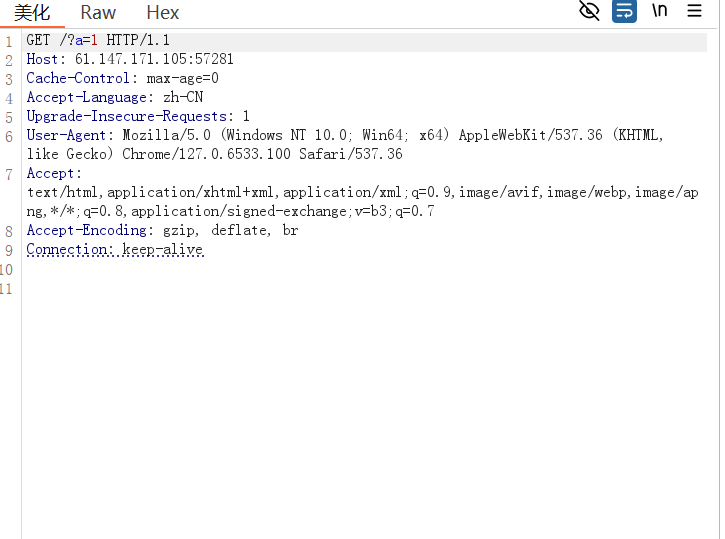 美化 Raw Hex \n
1 GET /?a=1 HTTP/1.1
2 Host: 61.147.171.105:57281
3 Cache-Control: max-age=0
4 Accept-Language: zh-CN
5 Upgrade-Insecure-Requests: 1
6 User-Agent: Mozilla/5.0 (Windows NT 10.0; Win64; x64) AppleWebKit/537.36 (KHTML,
like Gecko) Chrome/127.0.6533.100 Safari/537.36
7 Accept:
text/html,application/xhtml+xml,application/xml;q=0.9,image/avif,image/webp,image/ap
ng,*/*;q=0.8,application/signed-exchange;v=b3;q=0.7
8 Accept-Encoding: gzip, deflate, br
9 Connection: keep-alive
10
11